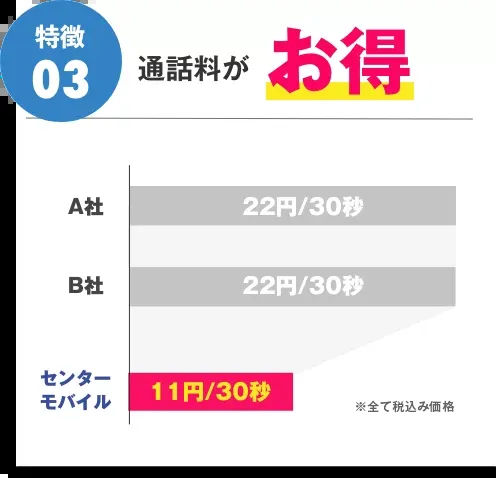 特徴
03
通話料が お得
A社 22円/30秒
B社 22円/30秒
センター
モバイル
11円/30秒
※全て税込み価格